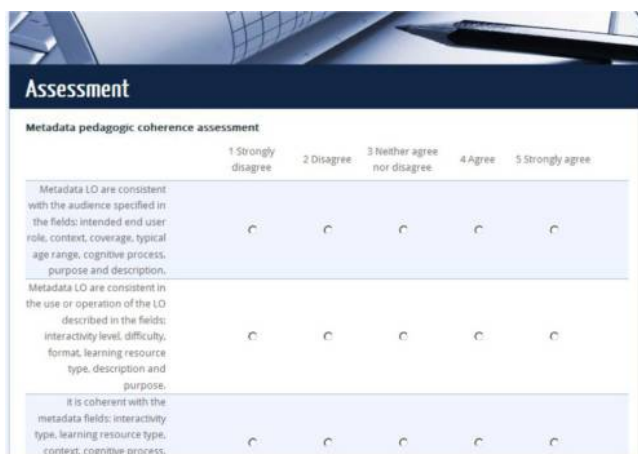 Assessment
Metadata pedagogic coherence assessment
1 Strongly disagree
2 Disagree
3 Neither agree nor disagree
4 Agree
5 Strongly agree
Metadata LO are consistent
with the audience specified in
the fields: intended end user
role, context, coverage, typical
age range, cognitive process,
purpose and description.
Metadata LO are consistent in
the use or operation of the LO
described in the fields:
interactivity level, difficulty,
format, learning resource
type, description and
purpose.
it is coherent with the
metadata fields: interactivity
type, learning resource type,
context, cognitive process,